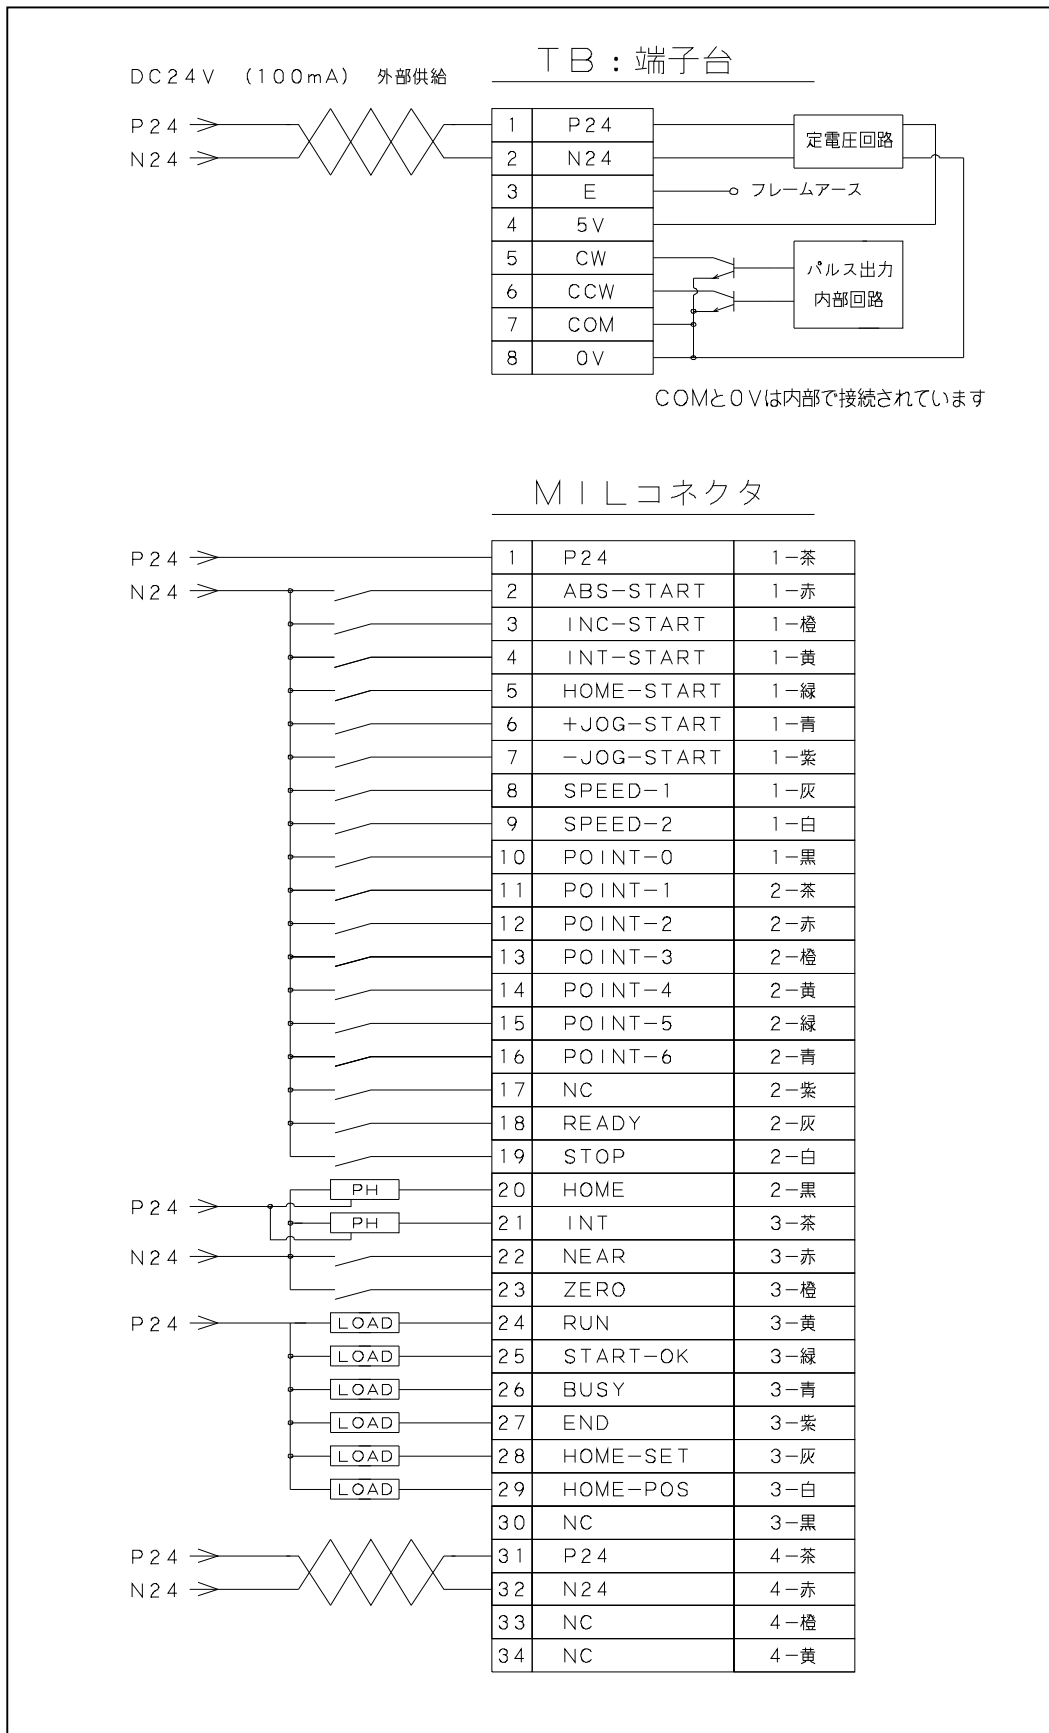 TB:端子台
DC24V (100mA) 外部供給
P24 1 P24 定電圧回路
N24 2 N24
3 E フレームアース
4 5V
5 CW パルス出力
6 CCW 内部回路
7 COM
8 0V
COMと0Vは内部で接続されています
MILコネクタ
P24 1 P24 1-茶
N24 2 ABS-START 1-赤
3 INC-START 1-橙
4 INT-START 1-黄
5 HOME-START 1-緑
6 +JOG-START 1-青
7 -JOG-START 1-紫
8 SPEED-1 1-灰
9 SPEED-2 1-白
10 POINT-0 1-黒
11 POINT-1 2-茶
12 POINT-2 2-赤
13 POINT-3 2-橙
14 POINT-4 2-黄
15 POINT-5 2-緑
16 POINT-6 2-青
17 NC 2-紫
18 READY 2-灰
19 STOP 2-白
P24 PH 20 HOME 2-黒
PH 21 INT 3-茶
N24 22 NEAR 3-赤
23 ZERO 3-橙
P24 LOAD 24 RUN 3-黄
LOAD 25 START-OK 3-緑
LOAD 26 BUSY 3-青
LOAD 27 END 3-紫
LOAD 28 HOME-SET 3-灰
LOAD 29 HOME-POS 3-白
30 NC 3-黒
P24 31 P24 4-茶
N24 32 N24 4-赤
33 NC 4-橙
34 NC 4-黄